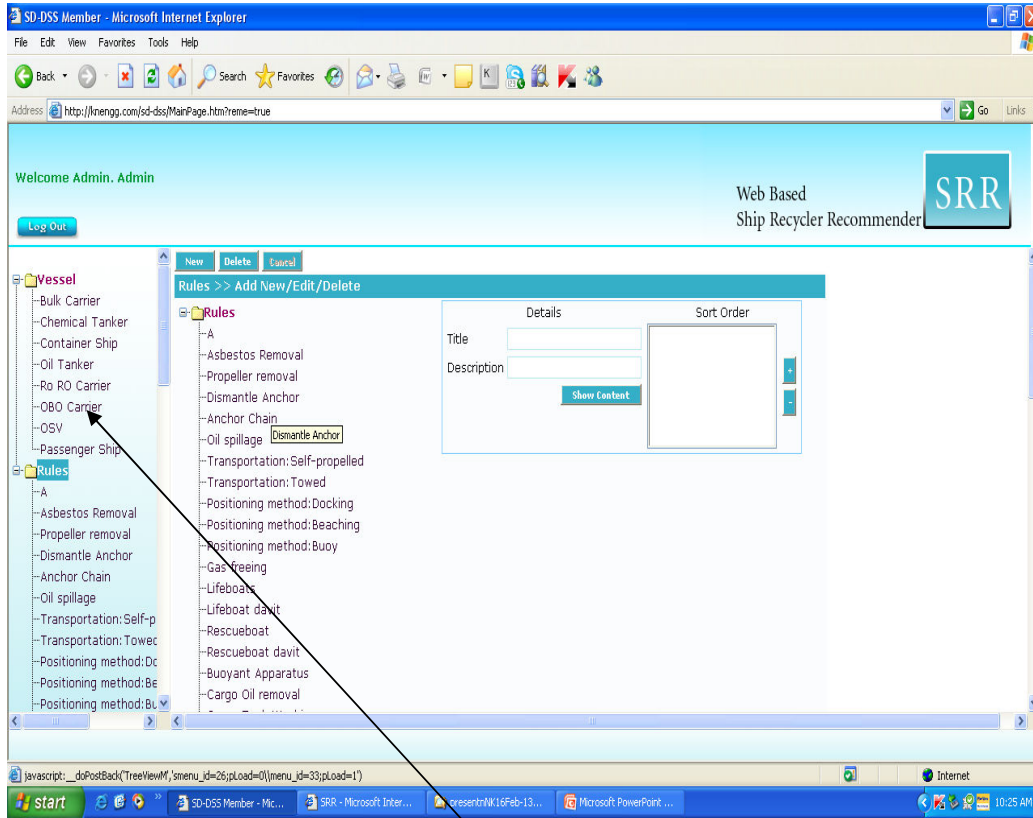 SD-DSS Member - Microsoft Internet Explorer
File Edit View Favorites Tools Help
Back Search Favorites
Address http://knengg.com/sd-dss/MainPage.htm?reme=true Go Links
Welcome Admin. Admin
Log Out
Web Based
Ship Recycler Recommender
SRR
Vessel
Bulk Carrier
Chemical Tanker
Container Ship
Oil Tanker
Ro RO Carrier
OBO Carrier
OSV
Passenger Ship
Rules
A
Asbestos Removal
Propeller removal
Dismantle Anchor
Anchor Chain
Oil spillage
Transportation:Self-p
Transportation:Towed
Positioning method:Do
Positioning method:Be
Positioning method:Bu
New Delete Cancel
Rules >> Add New/Edit/Delete
Rules
A
Asbestos Removal
Propeller removal
Dismantle Anchor
Anchor Chain
Oil spillage
Dismantle Anchor
Transportation:Self-propelled
Transportation:Towed
Positioning method:Docking
Positioning method:Beaching
Positioning method:Buoy
Gas freeing
Lifeboats
Lifeboat davit
Rescueboat
Rescueboat davit
Buoyant Apparatus
Cargo Oil removal
Details Sort Order
Title
Description
Show Content
+
-
javascript:__doPostBack('TreeViewM','smenu_id=26;pLoad=0\\menu_id=33;pLoad=1') Internet
start SD-DSS Member - Mic... SRR - Microsoft Inter... presentnNK16Feb-13... Microsoft PowerPoint ... 10:25 AM